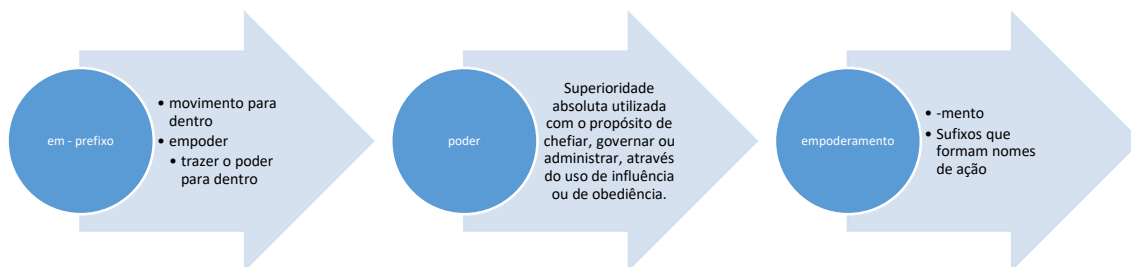 em - prefixo
• movimento para
dentro
• empoder
• trazer o poder
para dentro
poder
Superioridade
absoluta utilizada
com o propósito de
chefiar, governar ou
administrar, através
do uso de influência
ou de obediência.
empoderamento
• -mento
• Sufixos que
formam nomes
de ação